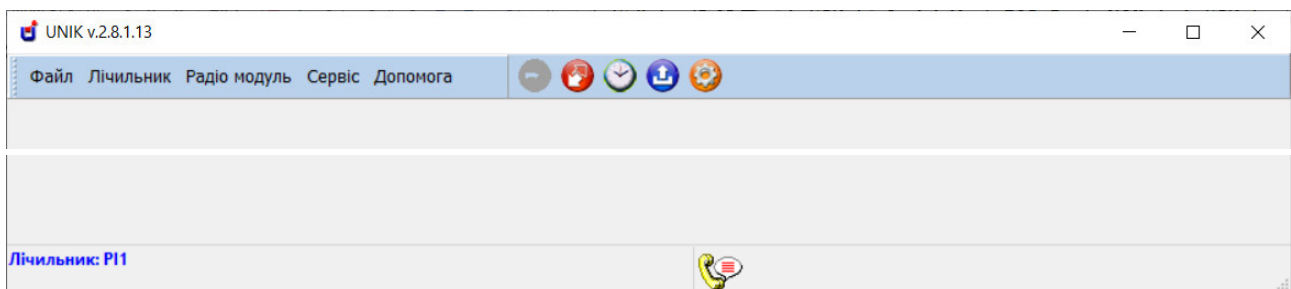 UNIK v.2.8.1.13
Файл Лічильник Радіо модуль Сервіс Допомога
Лічильник: PI1